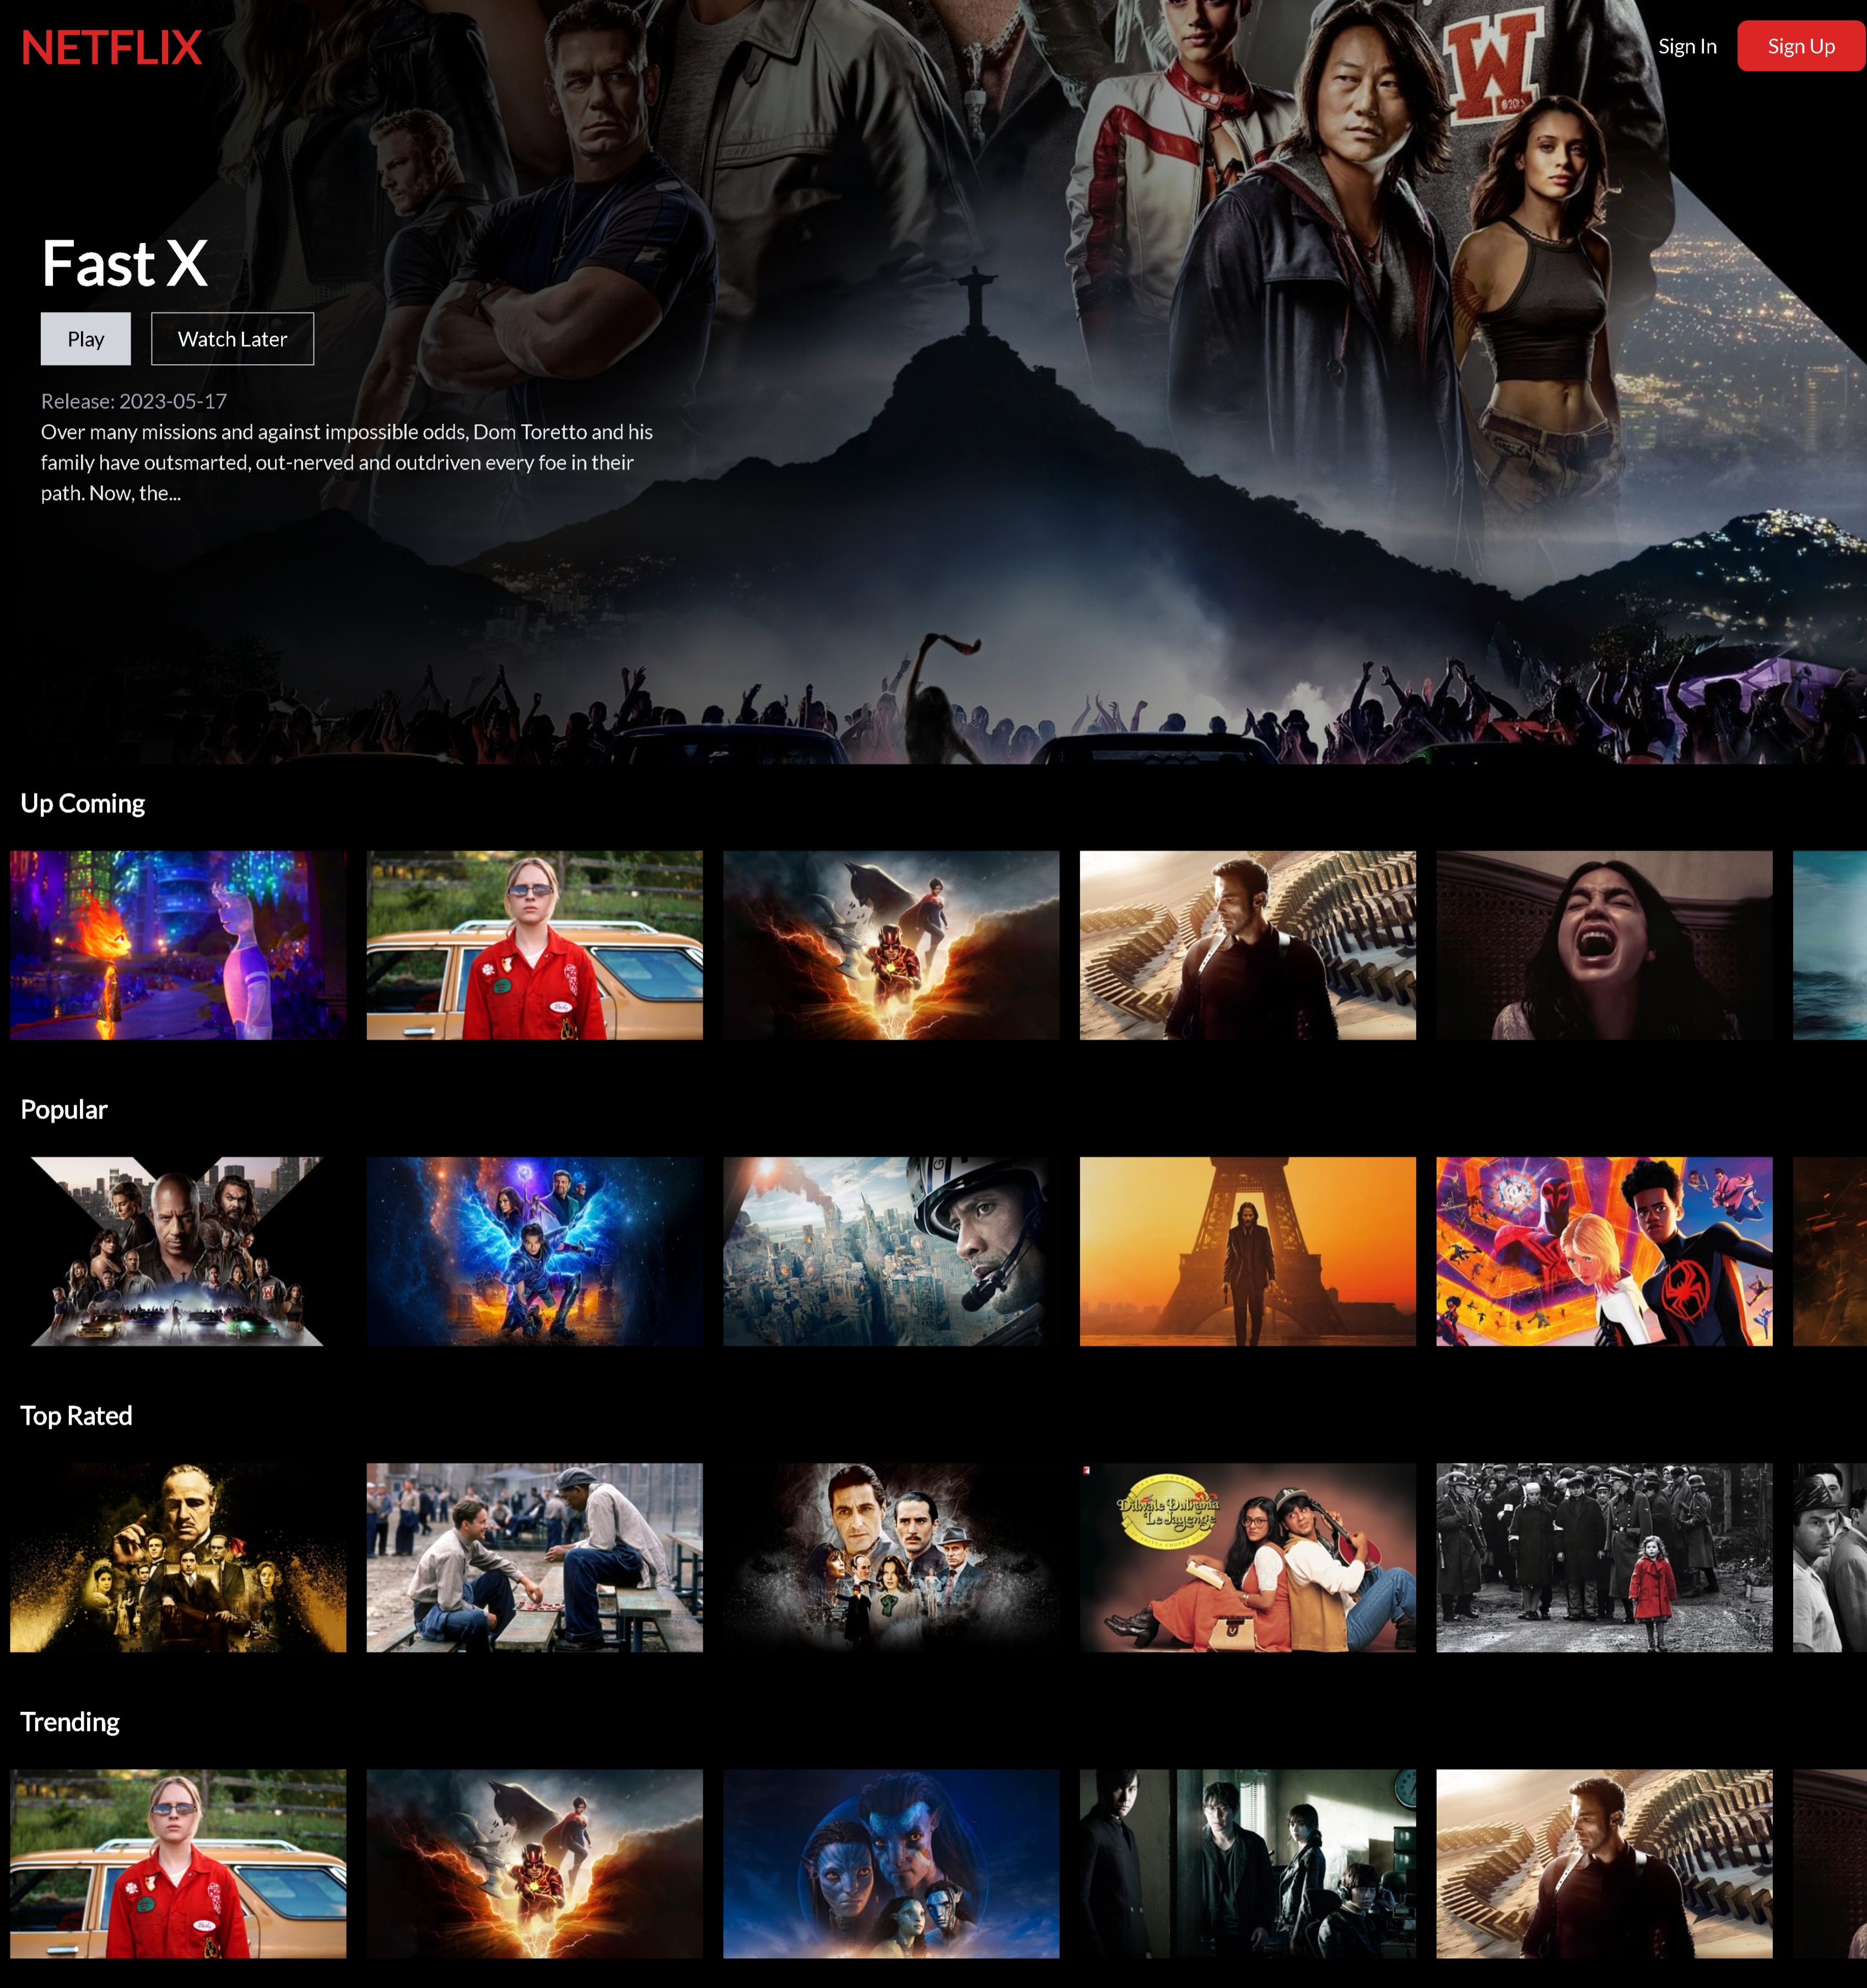 NETFLIX
Sign In
Sign Up
W
©2013
Fast X
Play
Watch Later
Release: 2023-05-17
Over many missions and against impossible odds, Dom Toretto and his
family have outsmarted, out-nerved and outdriven every foe in their
path. Now, the...
Up Coming
Popular
Top Rated
Dilwale Dulhania
Le Jayenge
Trending